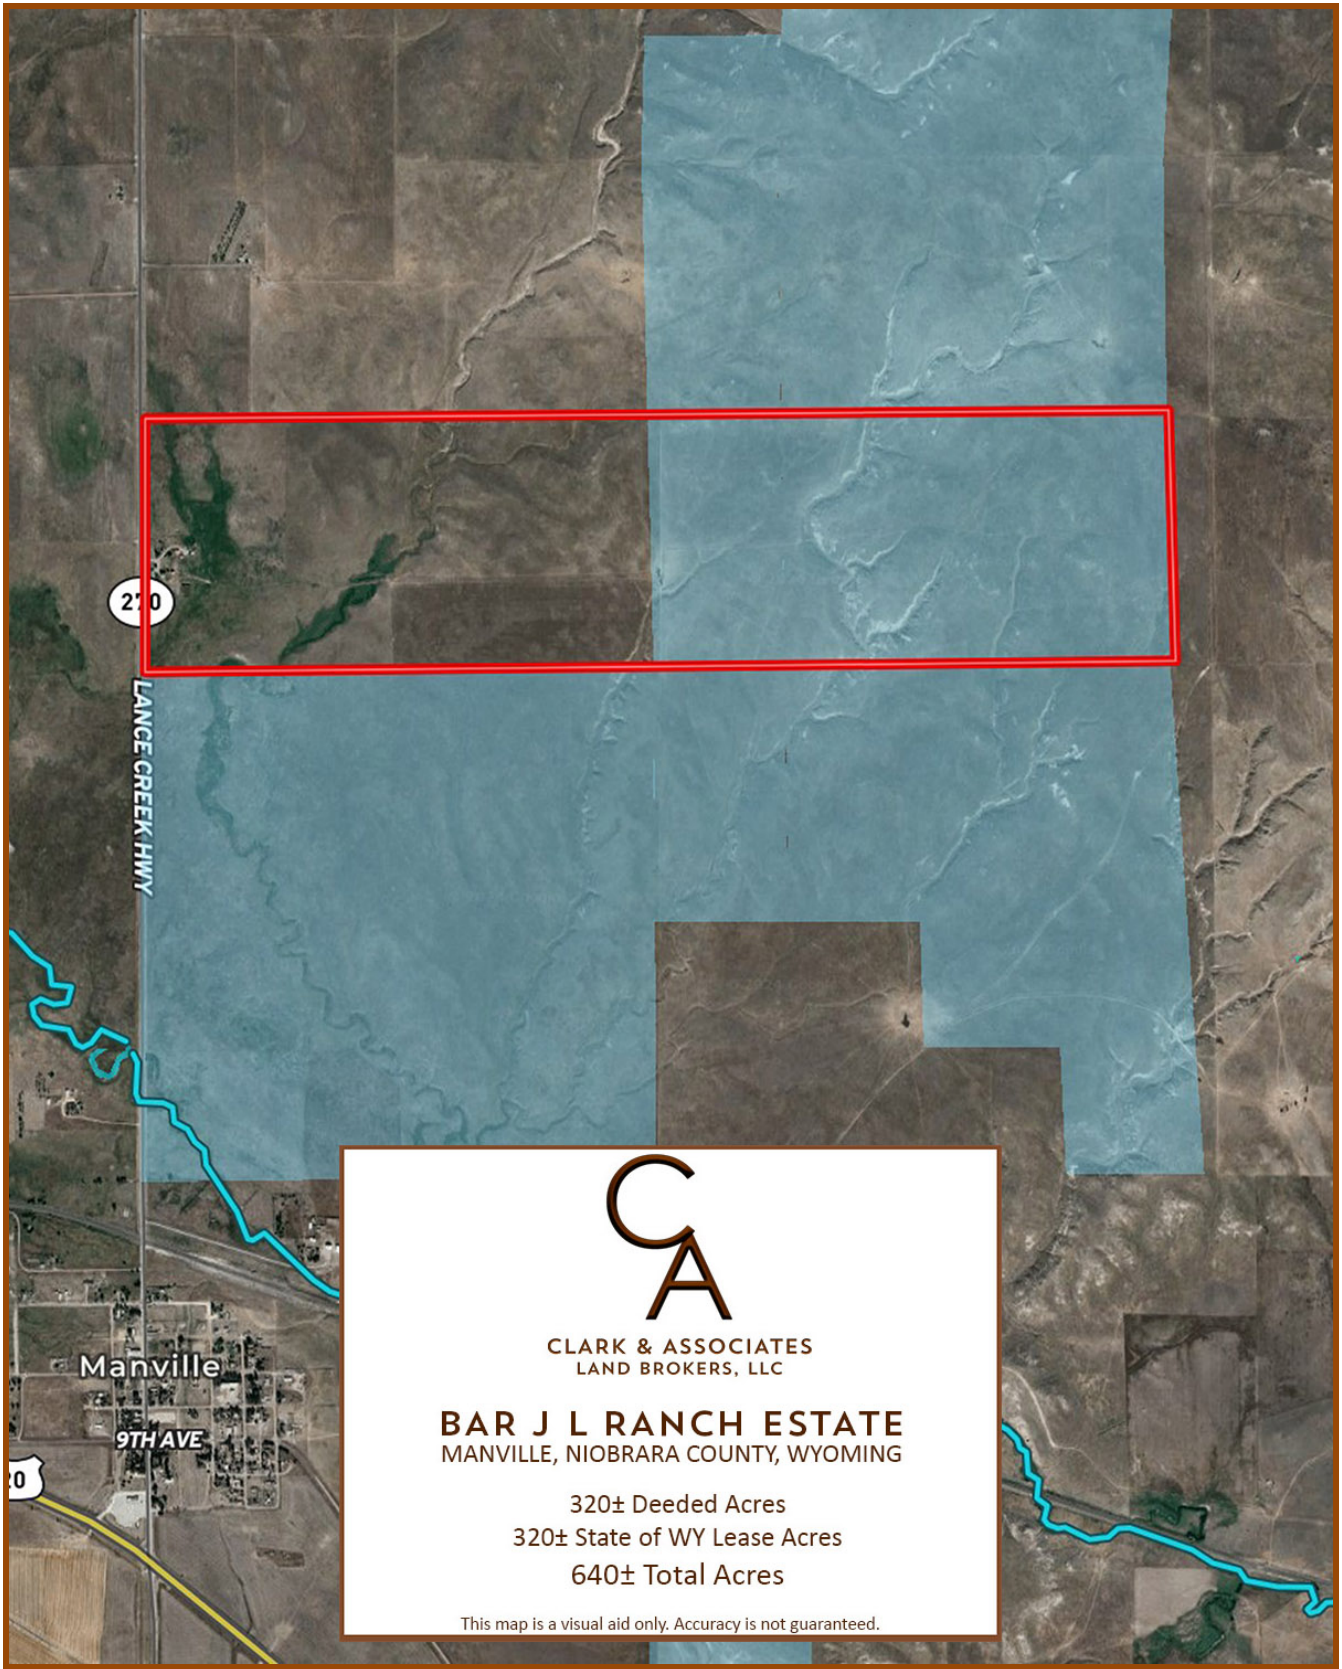 270
LANCE CREEK HWY
Manville
9TH AVE
20
CA
CLARK & ASSOCIATES
LAND BROKERS, LLC
BAR J L RANCH ESTATE
MANVILLE, NIOBRARA COUNTY, WYOMING
320± Deeded Acres
320± State of WY Lease Acres
640± Total Acres
This map is a visual aid only. Accuracy is not guaranteed.